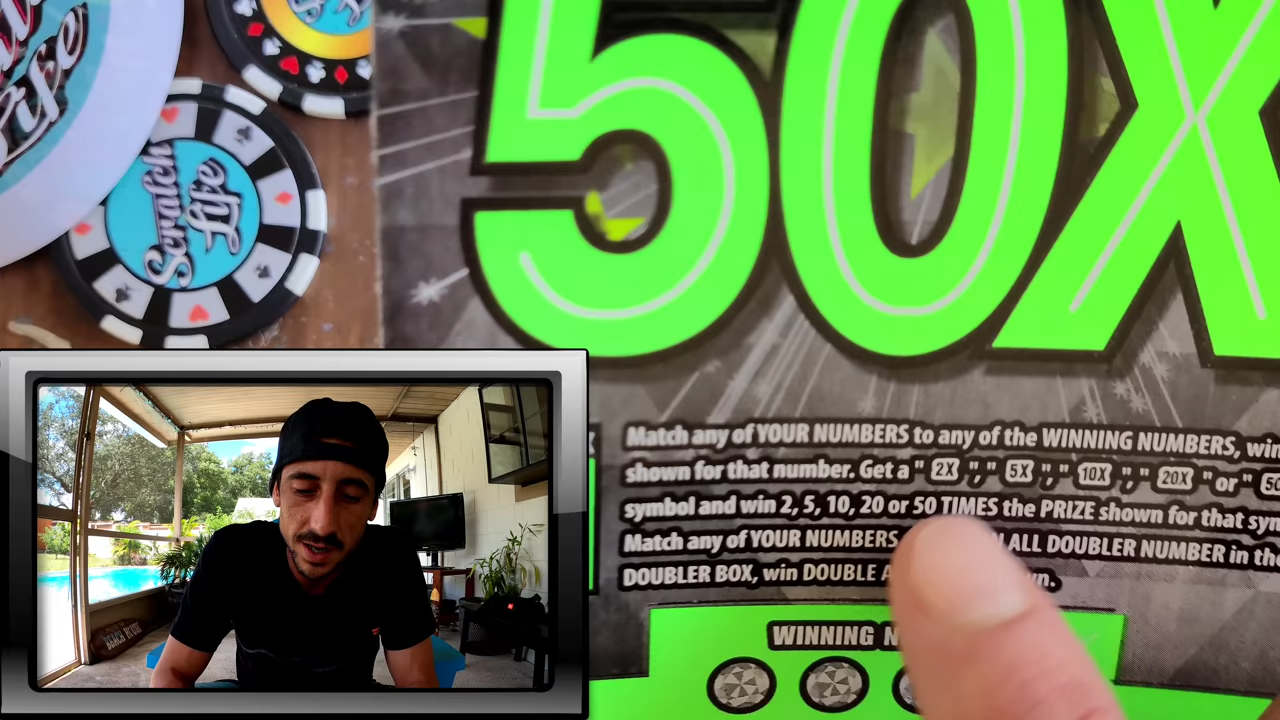 Scratch
Life
50X
Match any of YOUR NUMBERS to any of the WINNING NUMBERS, win
shown for that number. Get a " 2X "," 5X "," 10X "," 20X " or " 50
symbol and win 2, 5, 10, 20 or 50 TIMES the PRIZE shown for that sym
Match any of YOUR NUMBERS ALL DOUBLER NUMBER in the
DOUBLER BOX, win DOUBLE
WINNING
BEACH